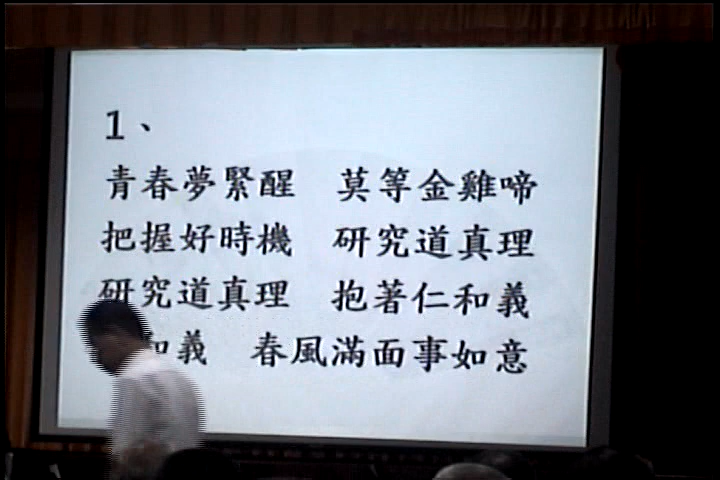 1、
青春夢緊醒　莫等金雞啼
把握好時機　研究道真理
研究道真理　抱著仁和義
和義　春風滿面事如意